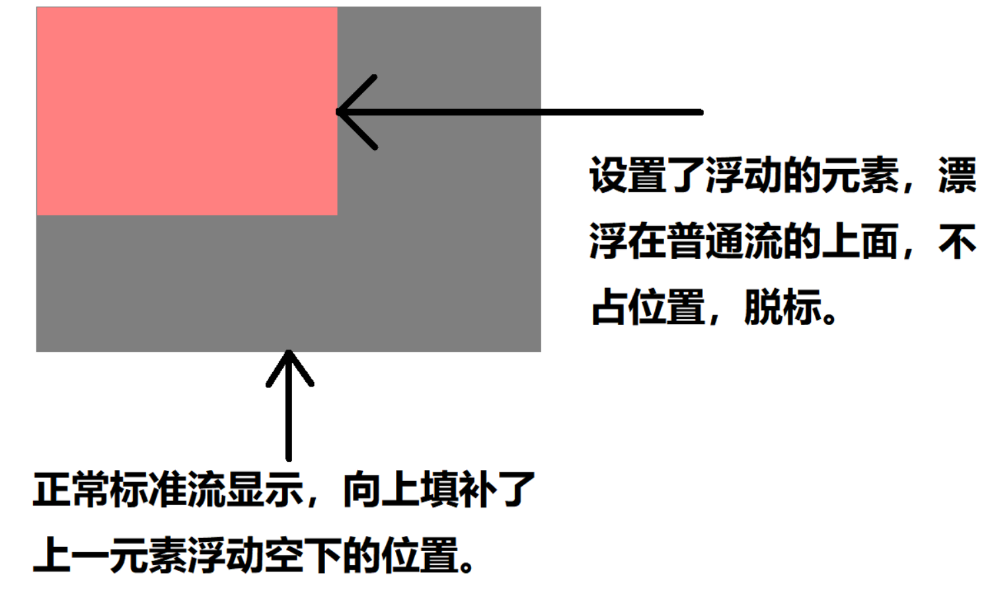 设置了浮动的元素，漂
浮在普通流的上面，不
占位置，脱标。
正常标准流显示，向上填补了
上一元素浮动空下的位置。